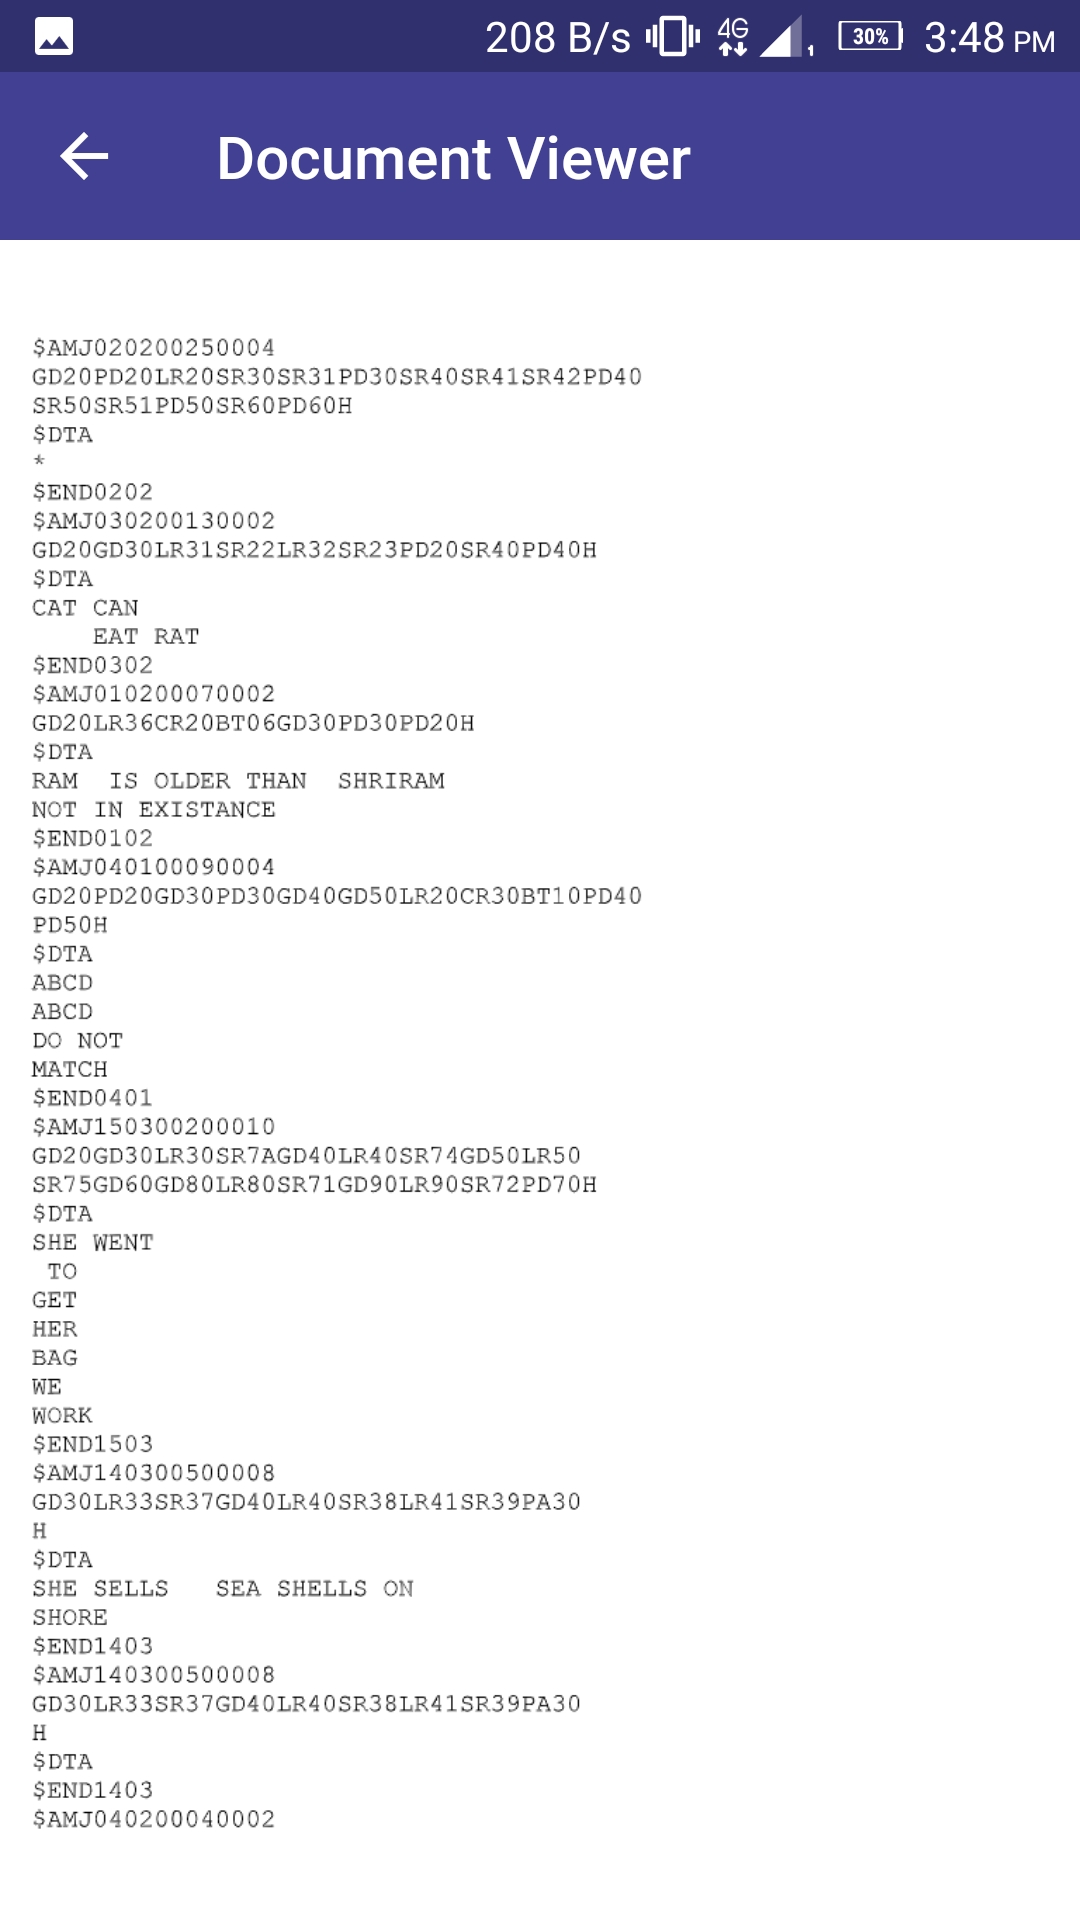 208 B/s 4G 1 30% 3:48 PM
Document Viewer
$AMJ020200250004
GD20PD20LR20SR30SR31PD30SR40SR41SR42PD40
SR50SR51PD50SR60PD60H
$DTA
*
$END0202
$AMJ030200130002
GD20GD30LR31SR22LR32SR23PD20SR40PD40H
$DTA
CAT CAN
    EAT RAT
$END0302
$AMJ010200070002
GD20LR36CR20BT06GD30PD30PD20H
$DTA
RAM  IS OLDER THAN  SHRIRAM
NOT IN EXISTANCE
$END0102
$AMJ040100090004
GD20PD20GD30PD30GD40GD50LR20CR30BT10PD40
PD50H
$DTA
ABCD
ABCD
DO NOT
MATCH
$END0401
$AMJ150300200010
GD20GD30LR30SR7AGD40LR40SR74GD50LR50
SR75GD60GD80LR80SR71GD90LR90SR72PD70H
$DTA
SHE WENT
 TO
GET
HER
BAG
WE
WORK
$END1503
$AMJ140300500008
GD30LR33SR37GD40LR40SR38LR41SR39PA30
H
$DTA
SHE SELLS   SEA SHELLS ON
SHORE
$END1403
$AMJ140300500008
GD30LR33SR37GD40LR40SR38LR41SR39PA30
H
$DTA
$END1403
$AMJ040200040002